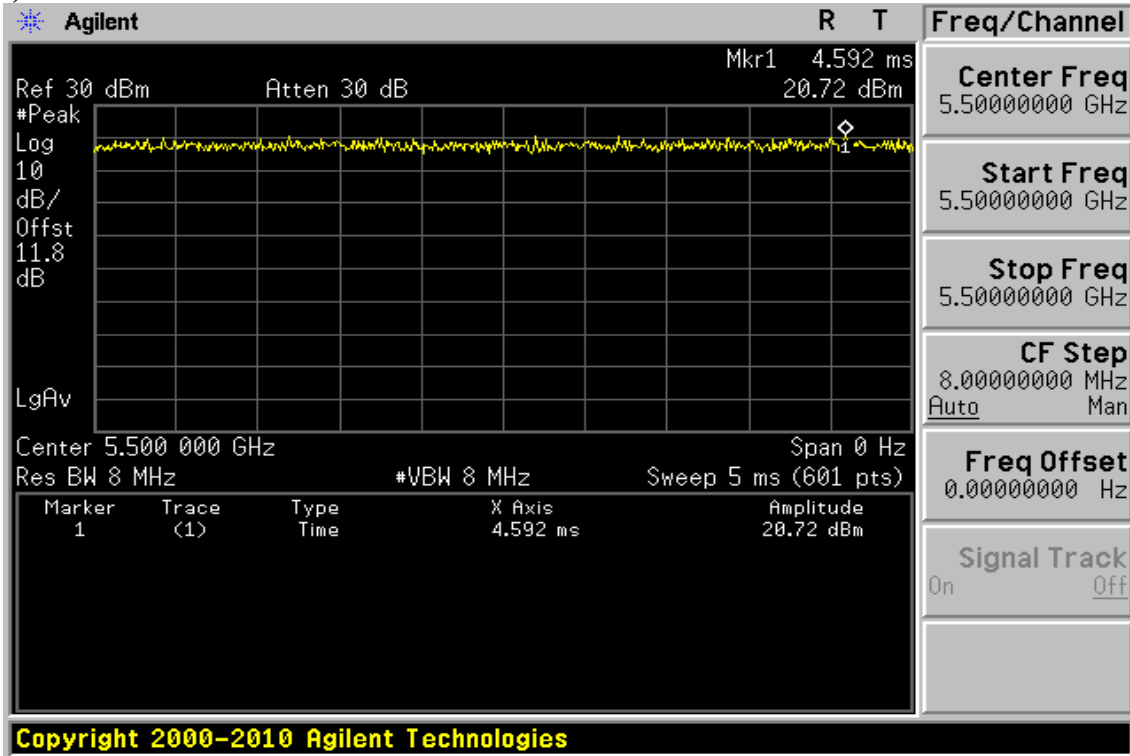 Agilent R T Freq/Channel
Mkr1 4.592 ms
Ref 30 dBm Atten 30 dB 20.72 dBm
#Peak
Log
10
dB/
Offst
11.8
dB
1
LgAv
Center 5.500 000 GHz Span 0 Hz
Res BW 8 MHz #VBW 8 MHz Sweep 5 ms (601 pts)
Marker Trace Type X Axis Amplitude
1 (1) Time 4.592 ms 20.72 dBm
Center Freq
5.50000000 GHz
Start Freq
5.50000000 GHz
Stop Freq
5.50000000 GHz
CF Step
8.00000000 MHz
Auto Man
Freq Offset
0.00000000 Hz
Signal Track
On Off
Copyright 2000-2010 Agilent Technologies